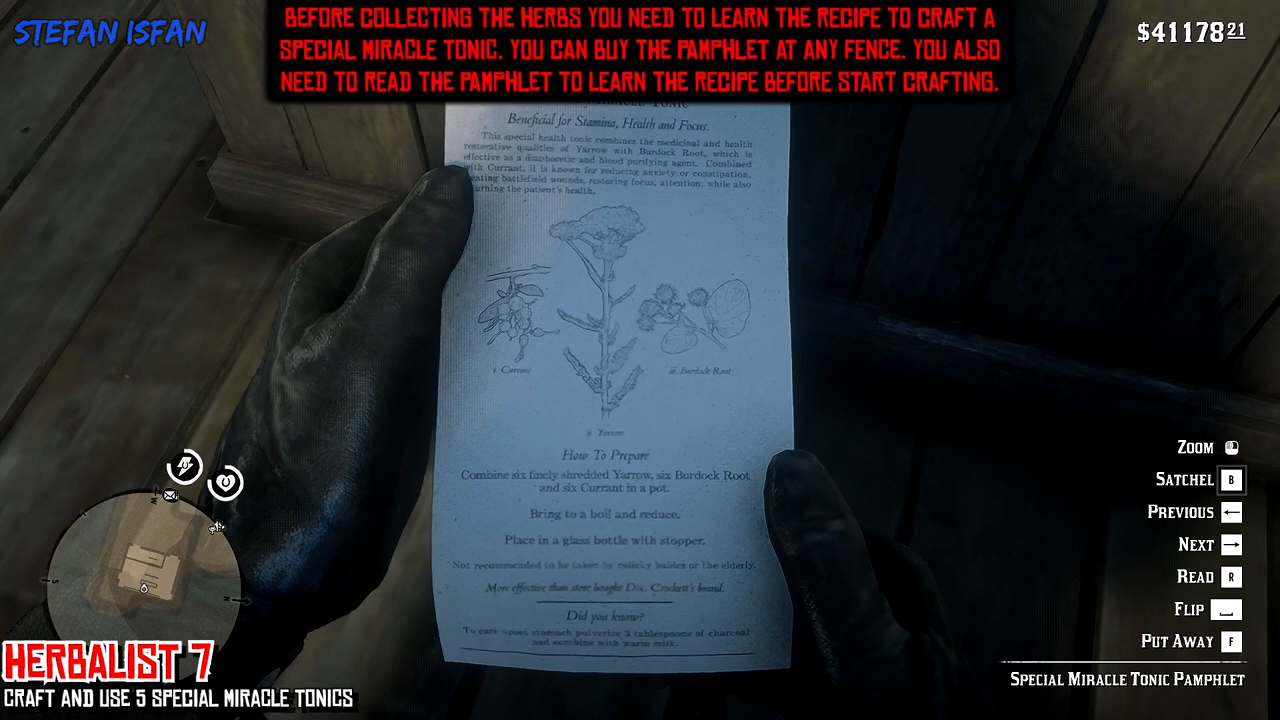 STEFAN ISFAN
BEFORE COLLECTING THE HERBS YOU NEED TO LEARN THE RECIPE TO CRAFT A
SPECIAL MIRACLE TONIC. YOU CAN BUY THE PAMPHLET AT ANY FENCE. YOU ALSO
NEED TO READ THE PAMPHLET TO LEARN THE RECIPE BEFORE START CRAFTING.
$41178 21
MIRACLE TONIC
Beneficial for Stamina, Health and Focus.
This special health tonic combines the medicinal and health
restorative qualities of Yarrow with Burdock Root, which is
effective as a diaphoretic and blood purifying agent. Combined
with Currant, it is known for reducing anxiety or constipation,
eating battlefield wounds, restoring focus, attention, while also
urning the patient's health.
i. Currant
iii. Burdock Root
ii. Yarrow
How To Prepare
Combine six finely shredded Yarrow, six Burdock Root
and six Currant in a pot.
Bring to a boil and reduce.
Place in a glass bottle with stopper.
Not recommended to be taken by colicky babies or the elderly.
More effective than store bought Doc. Crockett's brand.
Did you know?
To cure upset stomach pulverize 3 tablespoons of charcoal
and combine with warm milk.
ZOOM
SATCHEL B
PREVIOUS ←
NEXT →
READ R
FLIP
PUT AWAY F
SPECIAL MIRACLE TONIC PAMPHLET
W
S
N
HERBALIST 7
CRAFT AND USE 5 SPECIAL MIRACLE TONICS